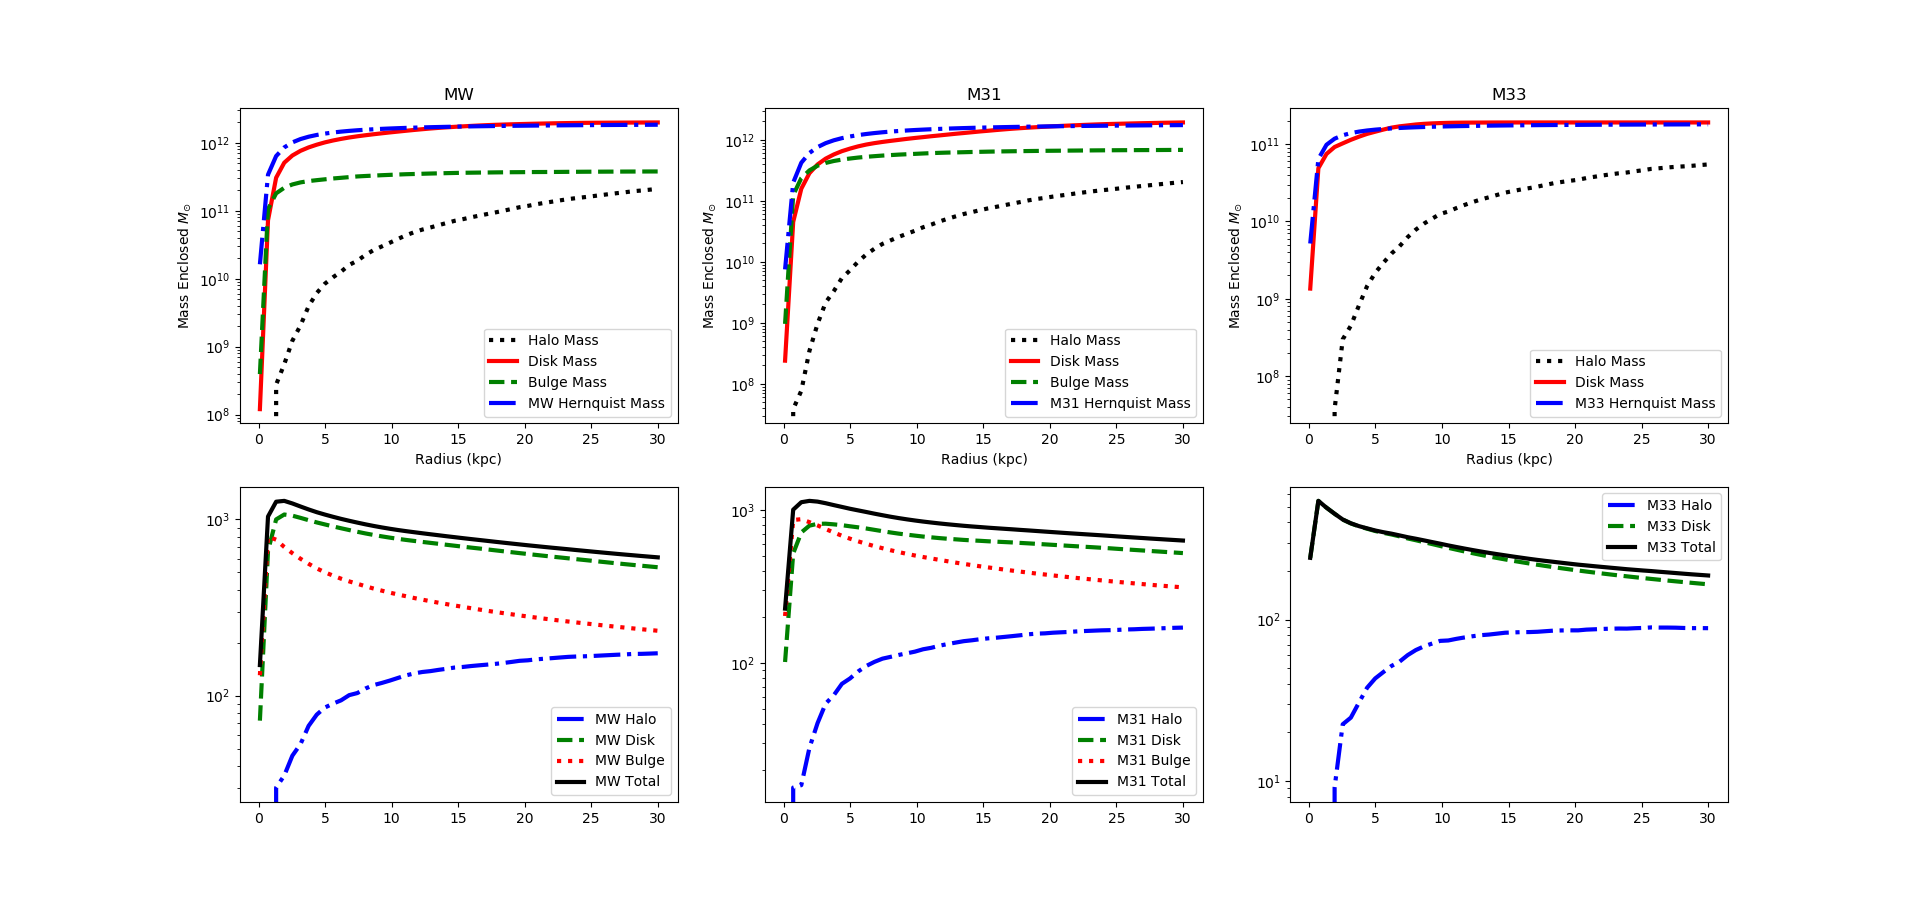 MW
10¹²
10¹¹
10¹⁰
10⁹
10⁸
Mass Enclosed M☉
0 5 10 15 20 25 30
Radius (kpc)
Halo Mass
Disk Mass
Bulge Mass
MW Hernquist Mass
M31
10¹²
10¹¹
10¹⁰
10⁹
10⁸
Mass Enclosed M☉
0 5 10 15 20 25 30
Radius (kpc)
Halo Mass
Disk Mass
Bulge Mass
M31 Hernquist Mass
M33
10¹¹
10¹⁰
10⁹
10⁸
Mass Enclosed M☉
0 5 10 15 20 25 30
Radius (kpc)
Halo Mass
Disk Mass
M33 Hernquist Mass
10³
10²
0 5 10 15 20 25 30
MW Halo
MW Disk
MW Bulge
MW Total
10³
10²
0 5 10 15 20 25 30
M31 Halo
M31 Disk
M31 Bulge
M31 Total
10²
10¹
0 5 10 15 20 25 30
M33 Halo
M33 Disk
M33 Total